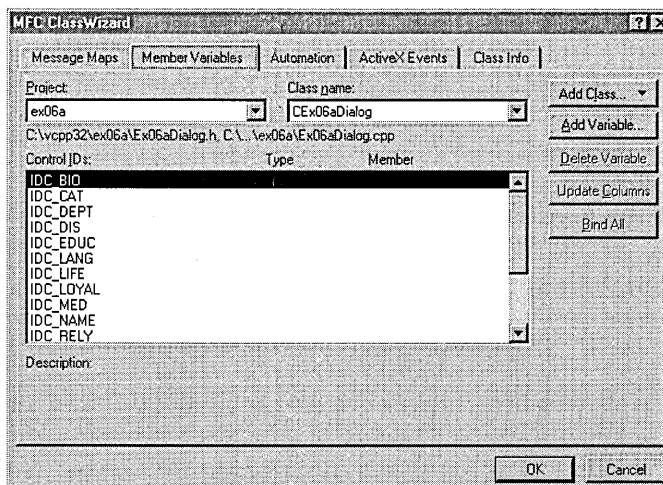 MFC ClassWizard
Message Maps Member Variables Automation ActiveX Events Class Info
Project: Class name: Add Class...
ex06a CEx06aDialog Add Variable...
C:\vcpp32\ex06a\Ex06aDialog.h, C:\...\ex06a\Ex06aDialog.cpp
Control IDs: Type Member Delete Variable
IDC_BIO Update Columns
IDC_CAT
IDC_DEPT
IDC_DIS Bind All
IDC_EDUC
IDC_LANG
IDC_LIFE
IDC_LOYAL
IDC_MED
IDC_NAME
IDC_RELY
Description:
OK Cancel